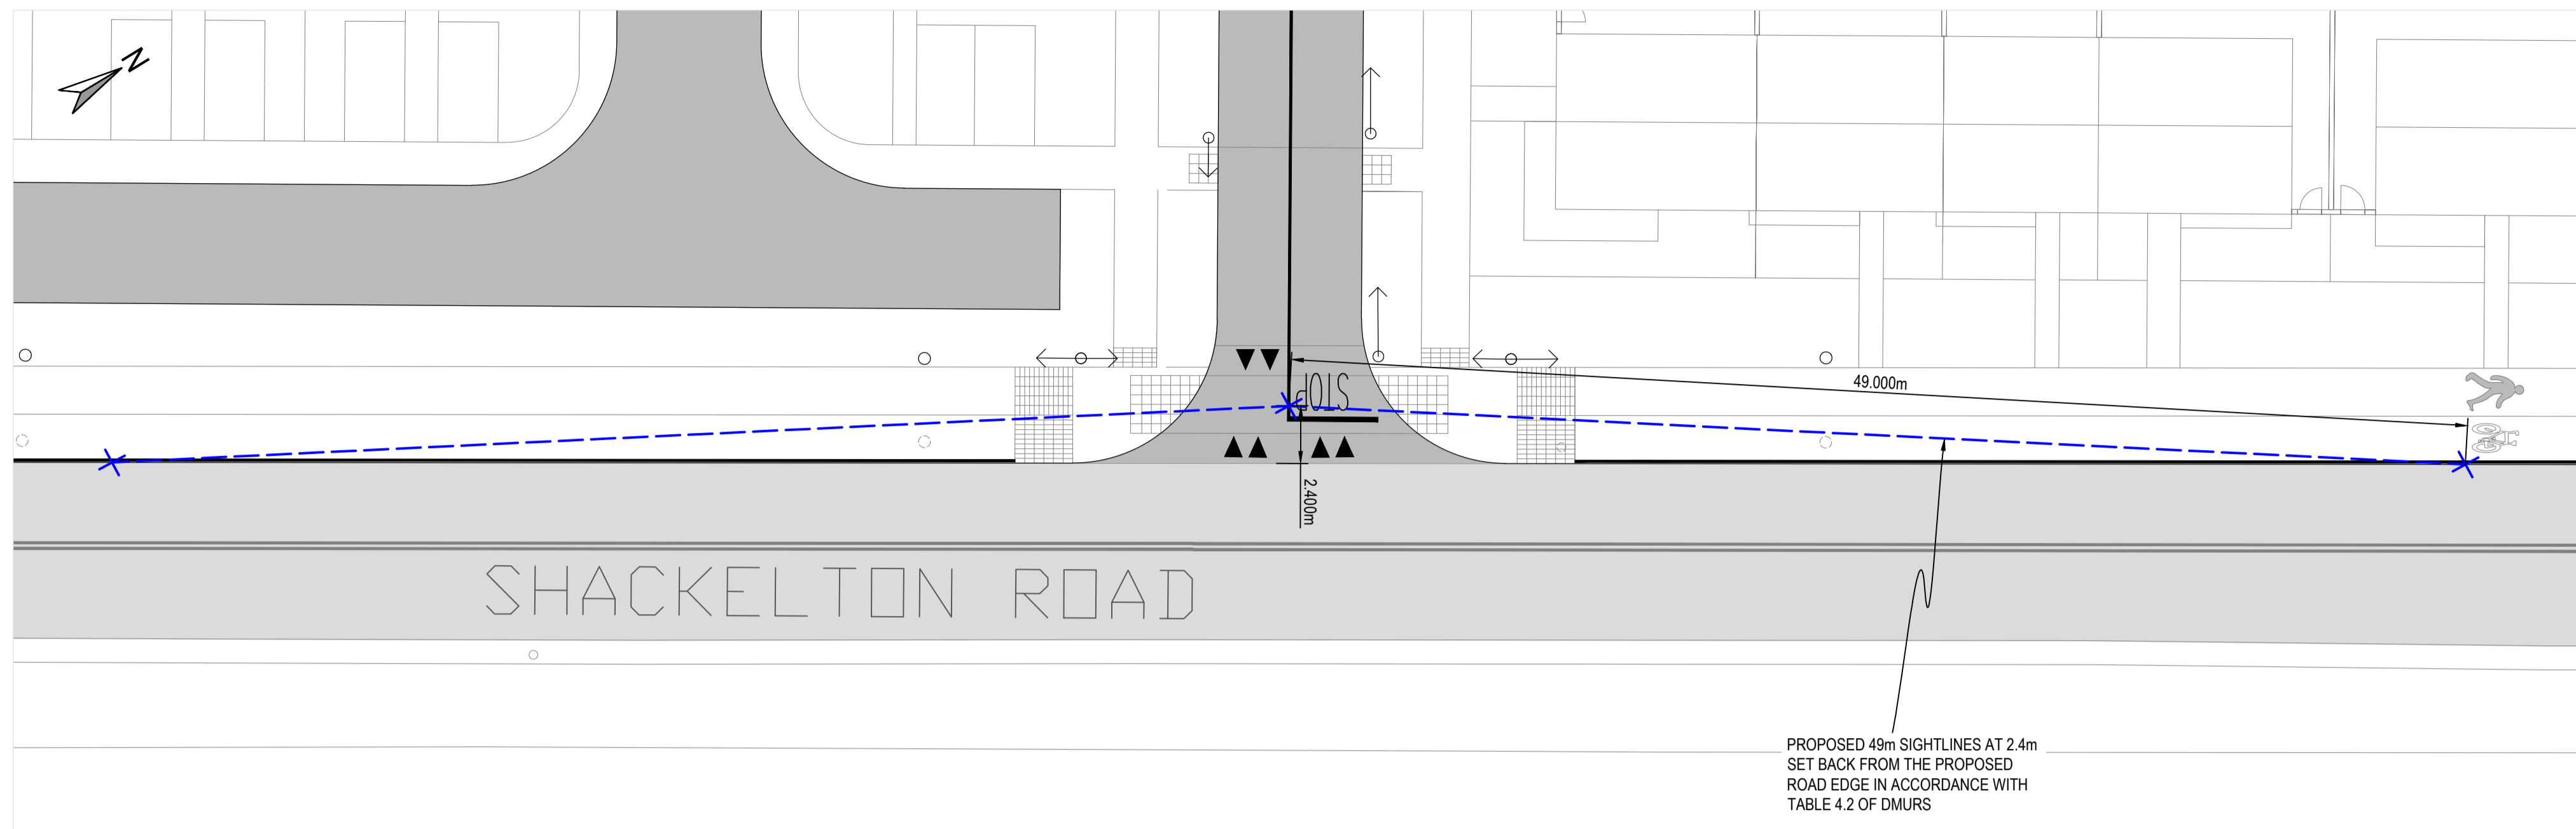 N
STOP
49.000m
2.400m
SHACKELTON ROAD
PROPOSED 49m SIGHTLINES AT 2.4m
SET BACK FROM THE PROPOSED
ROAD EDGE IN ACCORDANCE WITH
TABLE 4.2 OF DMURS